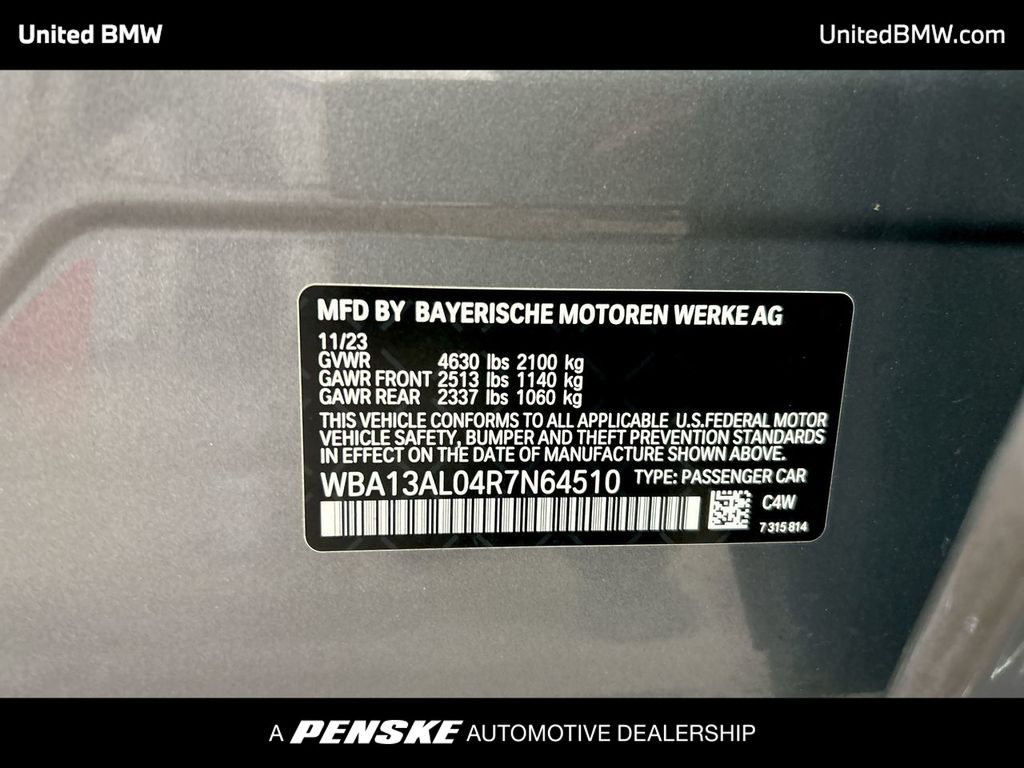 United BMW
UnitedBMW.com
MFD BY BAYERISCHE MOTOREN WERKE AG
11/23
GVWR 4630 lbs 2100 kg
GAWR FRONT 2513 lbs 1140 kg
GAWR REAR 2337 lbs 1060 kg
THIS VEHICLE CONFORMS TO ALL APPLICABLE U.S.FEDERAL MOTOR
VEHICLE SAFETY, BUMPER AND THEFT PREVENTION STANDARDS
IN EFFECT ON THE DATE OF MANUFACTURE SHOWN ABOVE.
WBA13AL04R7N64510 TYPE: PASSENGER CAR
C4W
7 315 814
A PENSKE AUTOMOTIVE DEALERSHIP